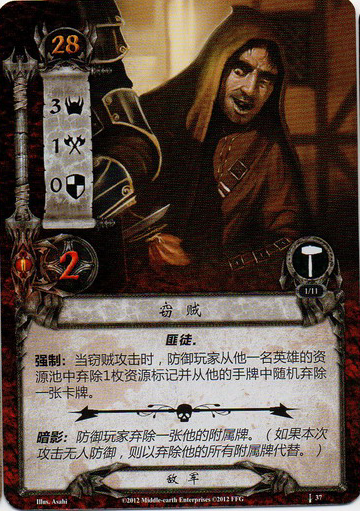 28
3
1
0
2
1/11
窃 贼
匪徒.
强制：当窃贼攻击时，防御玩家从他一名英雄的资
源池中弃除1枚资源标记并从他的手牌中随机弃除
一张卡牌。
暗影：防御玩家弃除一张他的附属牌。（如果本次
攻击无人防御，则以弃除他的所有附属牌代替。）
敌 军
Illus. Asahi
©2012 Middle-earth Enterprises ©2012 FFG
37